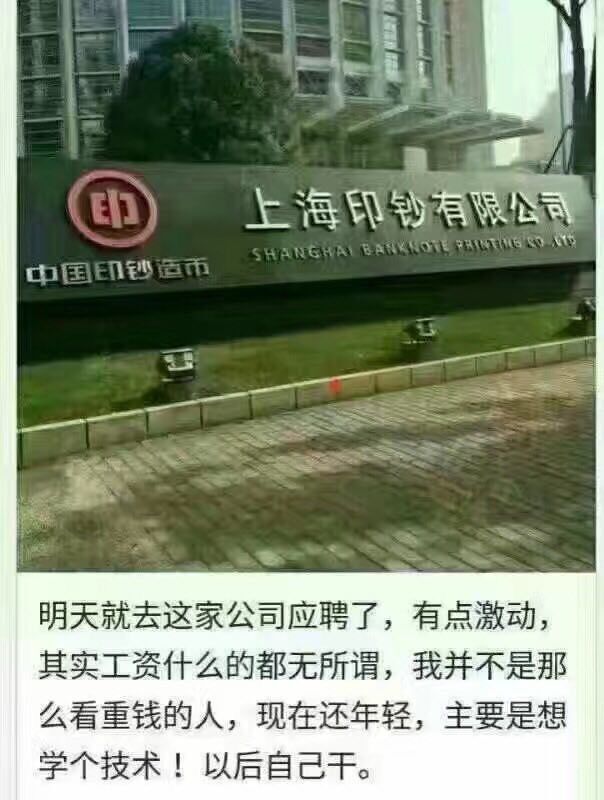 印
中国印钞造币
上海印钞有限公司
SHANGHAI BANKNOTE PRINTING CO.,LTD
明天就去这家公司应聘了，有点激动，
其实工资什么的都无所谓，我并不是那
么看重钱的人，现在还年轻，主要是想
学个技术！以后自己干。